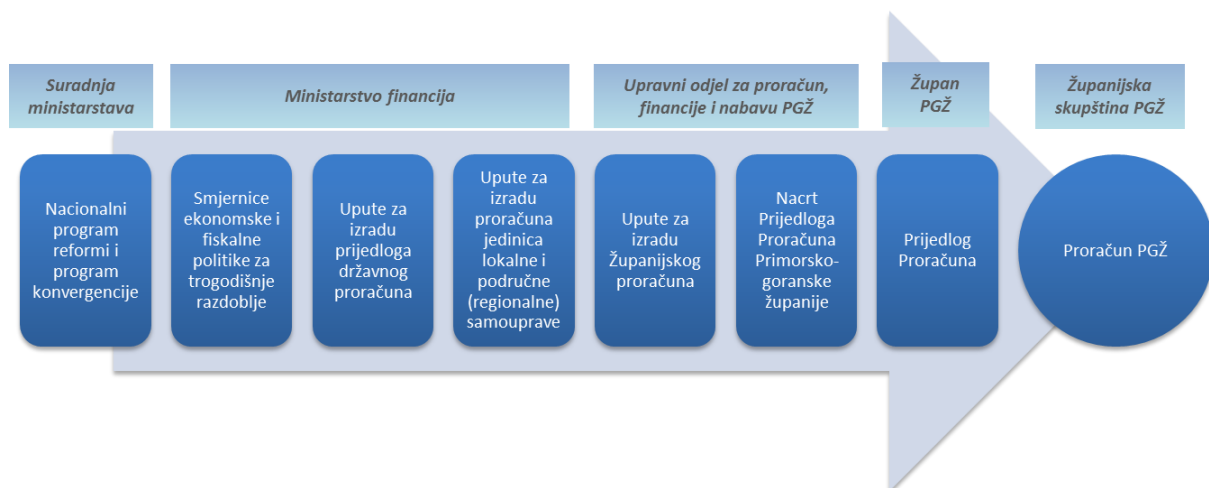 Suradnja
ministarstava
Ministarstvo financija
Upravni odjel za proračun,
financije i nabavu PGŽ
Župan
PGŽ
Županijska
skupština PGŽ
Nacionalni
program
reformi i
program
konvergencije
Smjernice
ekonomske i
fiskalne
politike za
trogodišnje
razdoblje
Upute za
izradu
prijedloga
državnog
proračuna
Upute za
izradu
proračuna
jedinica
lokalne i
područne
(regionalne)
samouprave
Upute za
izradu
Županijskog
proračuna
Nacrt
Prijedloga
Proračuna
Primorsko-
goranske
županije
Prijedlog
Proračuna
Proračun PGŽ